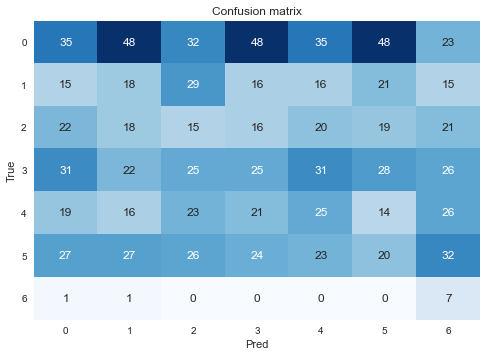 Confusion matrix
0 35 48 32 48 35 48 23
1 15 18 29 16 16 21 15
2 22 18 15 16 20 19 21
True
3 31 22 25 25 31 28 26
4 19 16 23 21 25 14 26
5 27 27 26 24 23 20 32
6 1 1 0 0 0 0 7
0 1 2 3 4 5 6
Pred